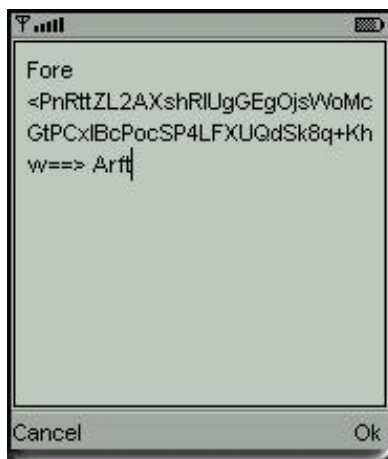 Fore
<PnRttZL2AXshRlUgGEgOjsWoMc
GtPCxlBcPocSP4LFXUQdSk8q+Kh
w==> Arft
Cancel Ok